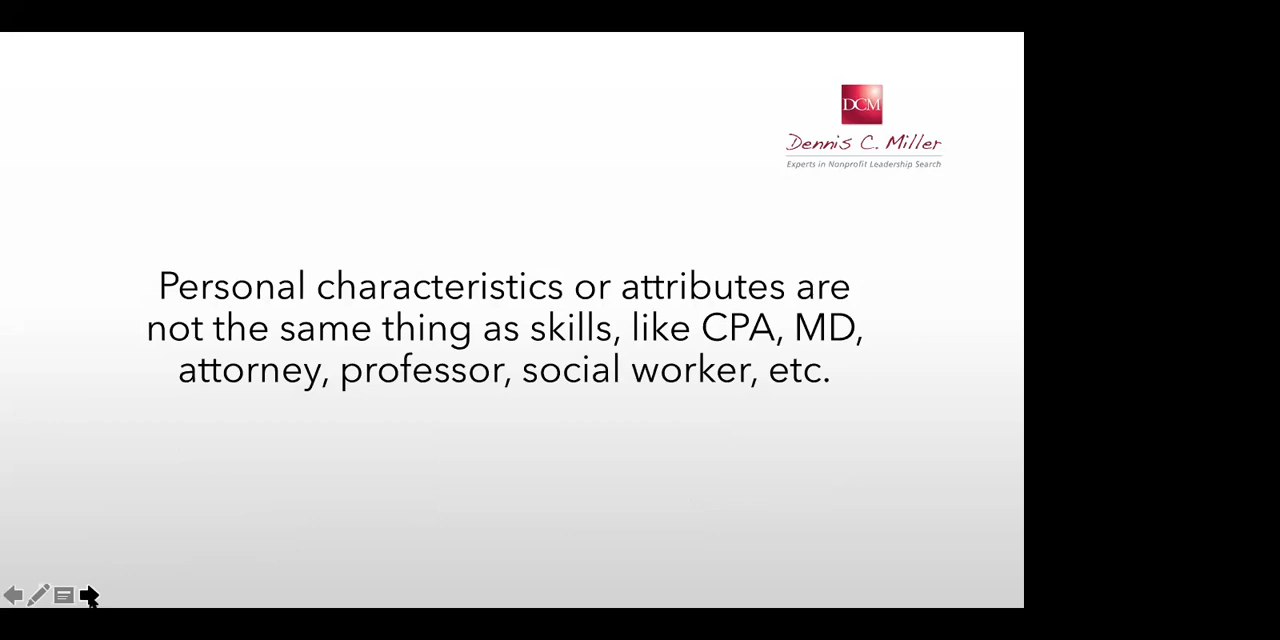 DCM
Dennis C. Miller
Experts in Nonprofit Leadership Search
Personal characteristics or attributes are
not the same thing as skills, like CPA, MD,
attorney, professor, social worker, etc.